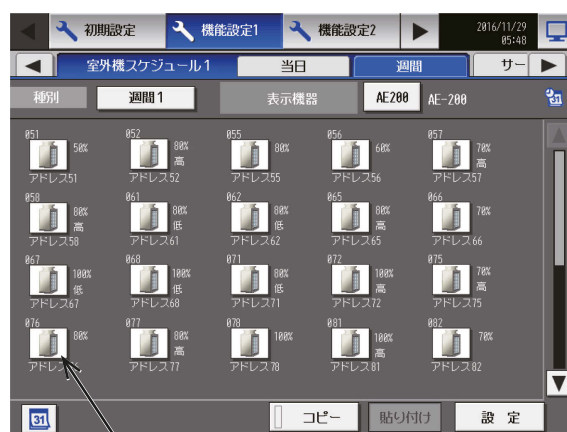 初期設定 機能設定1 機能設定2 2016/11/29 05:48
室外機スケジュール1 当日 週間 サー
種別 週間1 表示機器 AE200 AE-200 31
051 052 055 056 057
50% 80% 高 80% 60% 70% 高
アドレス51 アドレス52 アドレス55 アドレス56 アドレス57
058 061 062 065 066
80% 高 80% 低 80% 低 80% 高 70%
アドレス58 アドレス61 アドレス62 アドレス65 アドレス66
067 068 071 072 075
100% 低 100% 低 80% 低 100% 高 70% 高
アドレス67 アドレス68 アドレス71 アドレス72 アドレス75
076 077 078 081 082
80% 80% 高 100% 100% 高 70%
アドレス アドレス77 アドレス78 アドレス81 アドレス82
31 コピー 貼り付け 設 定